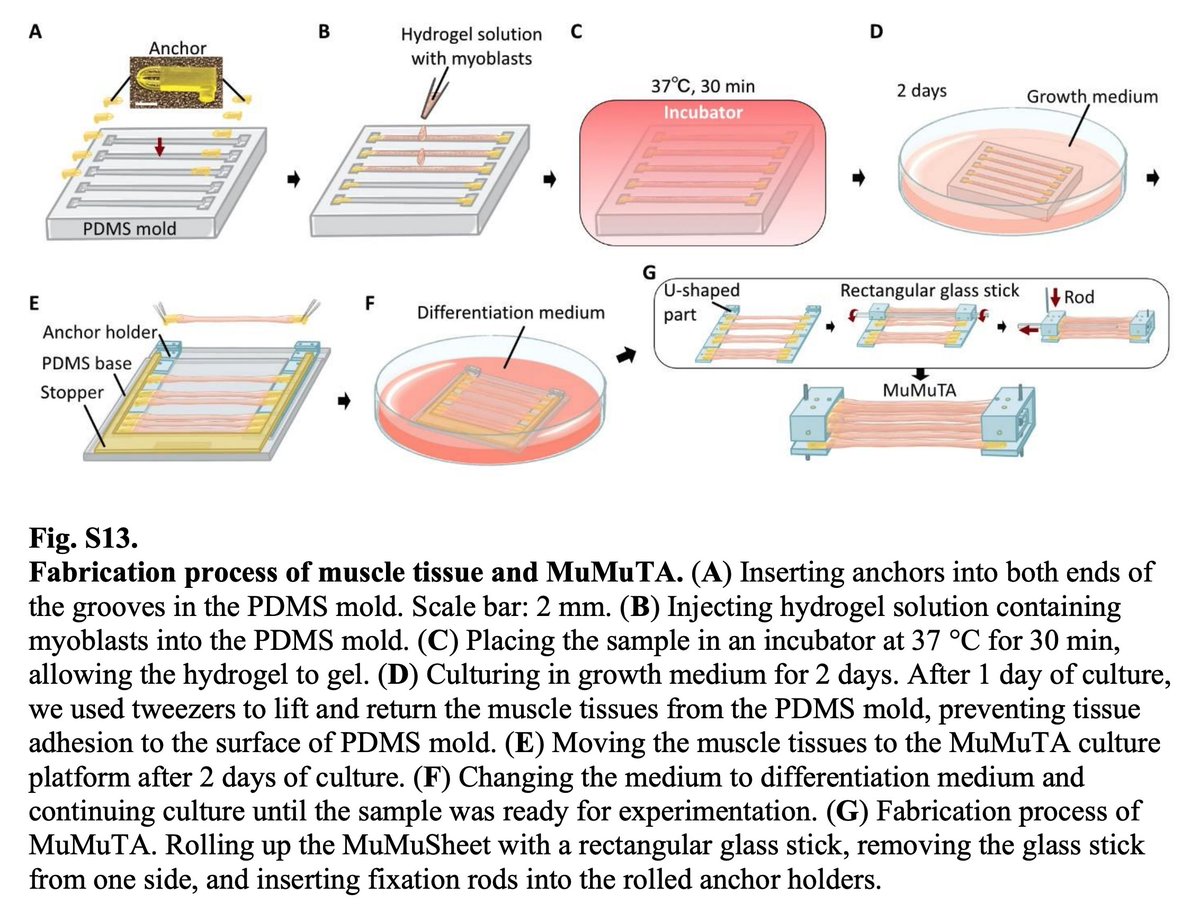 A
Anchor
PDMS mold
B
Hydrogel solution
with myoblasts
C
37℃, 30 min
Incubator
D
2 days
Growth medium
E
Anchor holder
PDMS base
Stopper
F
Differentiation medium
G
U-shaped
part
Rectangular glass stick
Rod
MuMuTA
Fig. S13.
Fabrication process of muscle tissue and MuMuTA. (A) Inserting anchors into both ends of
the grooves in the PDMS mold. Scale bar: 2 mm. (B) Injecting hydrogel solution containing
myoblasts into the PDMS mold. (C) Placing the sample in an incubator at 37 °C for 30 min,
allowing the hydrogel to gel. (D) Culturing in growth medium for 2 days. After 1 day of culture,
we used tweezers to lift and return the muscle tissues from the PDMS mold, preventing tissue
adhesion to the surface of PDMS mold. (E) Moving the muscle tissues to the MuMuTA culture
platform after 2 days of culture. (F) Changing the medium to differentiation medium and
continuing culture until the sample was ready for experimentation. (G) Fabrication process of
MuMuTA. Rolling up the MuMuSheet with a rectangular glass stick, removing the glass stick
from one side, and inserting fixation rods into the rolled anchor holders.